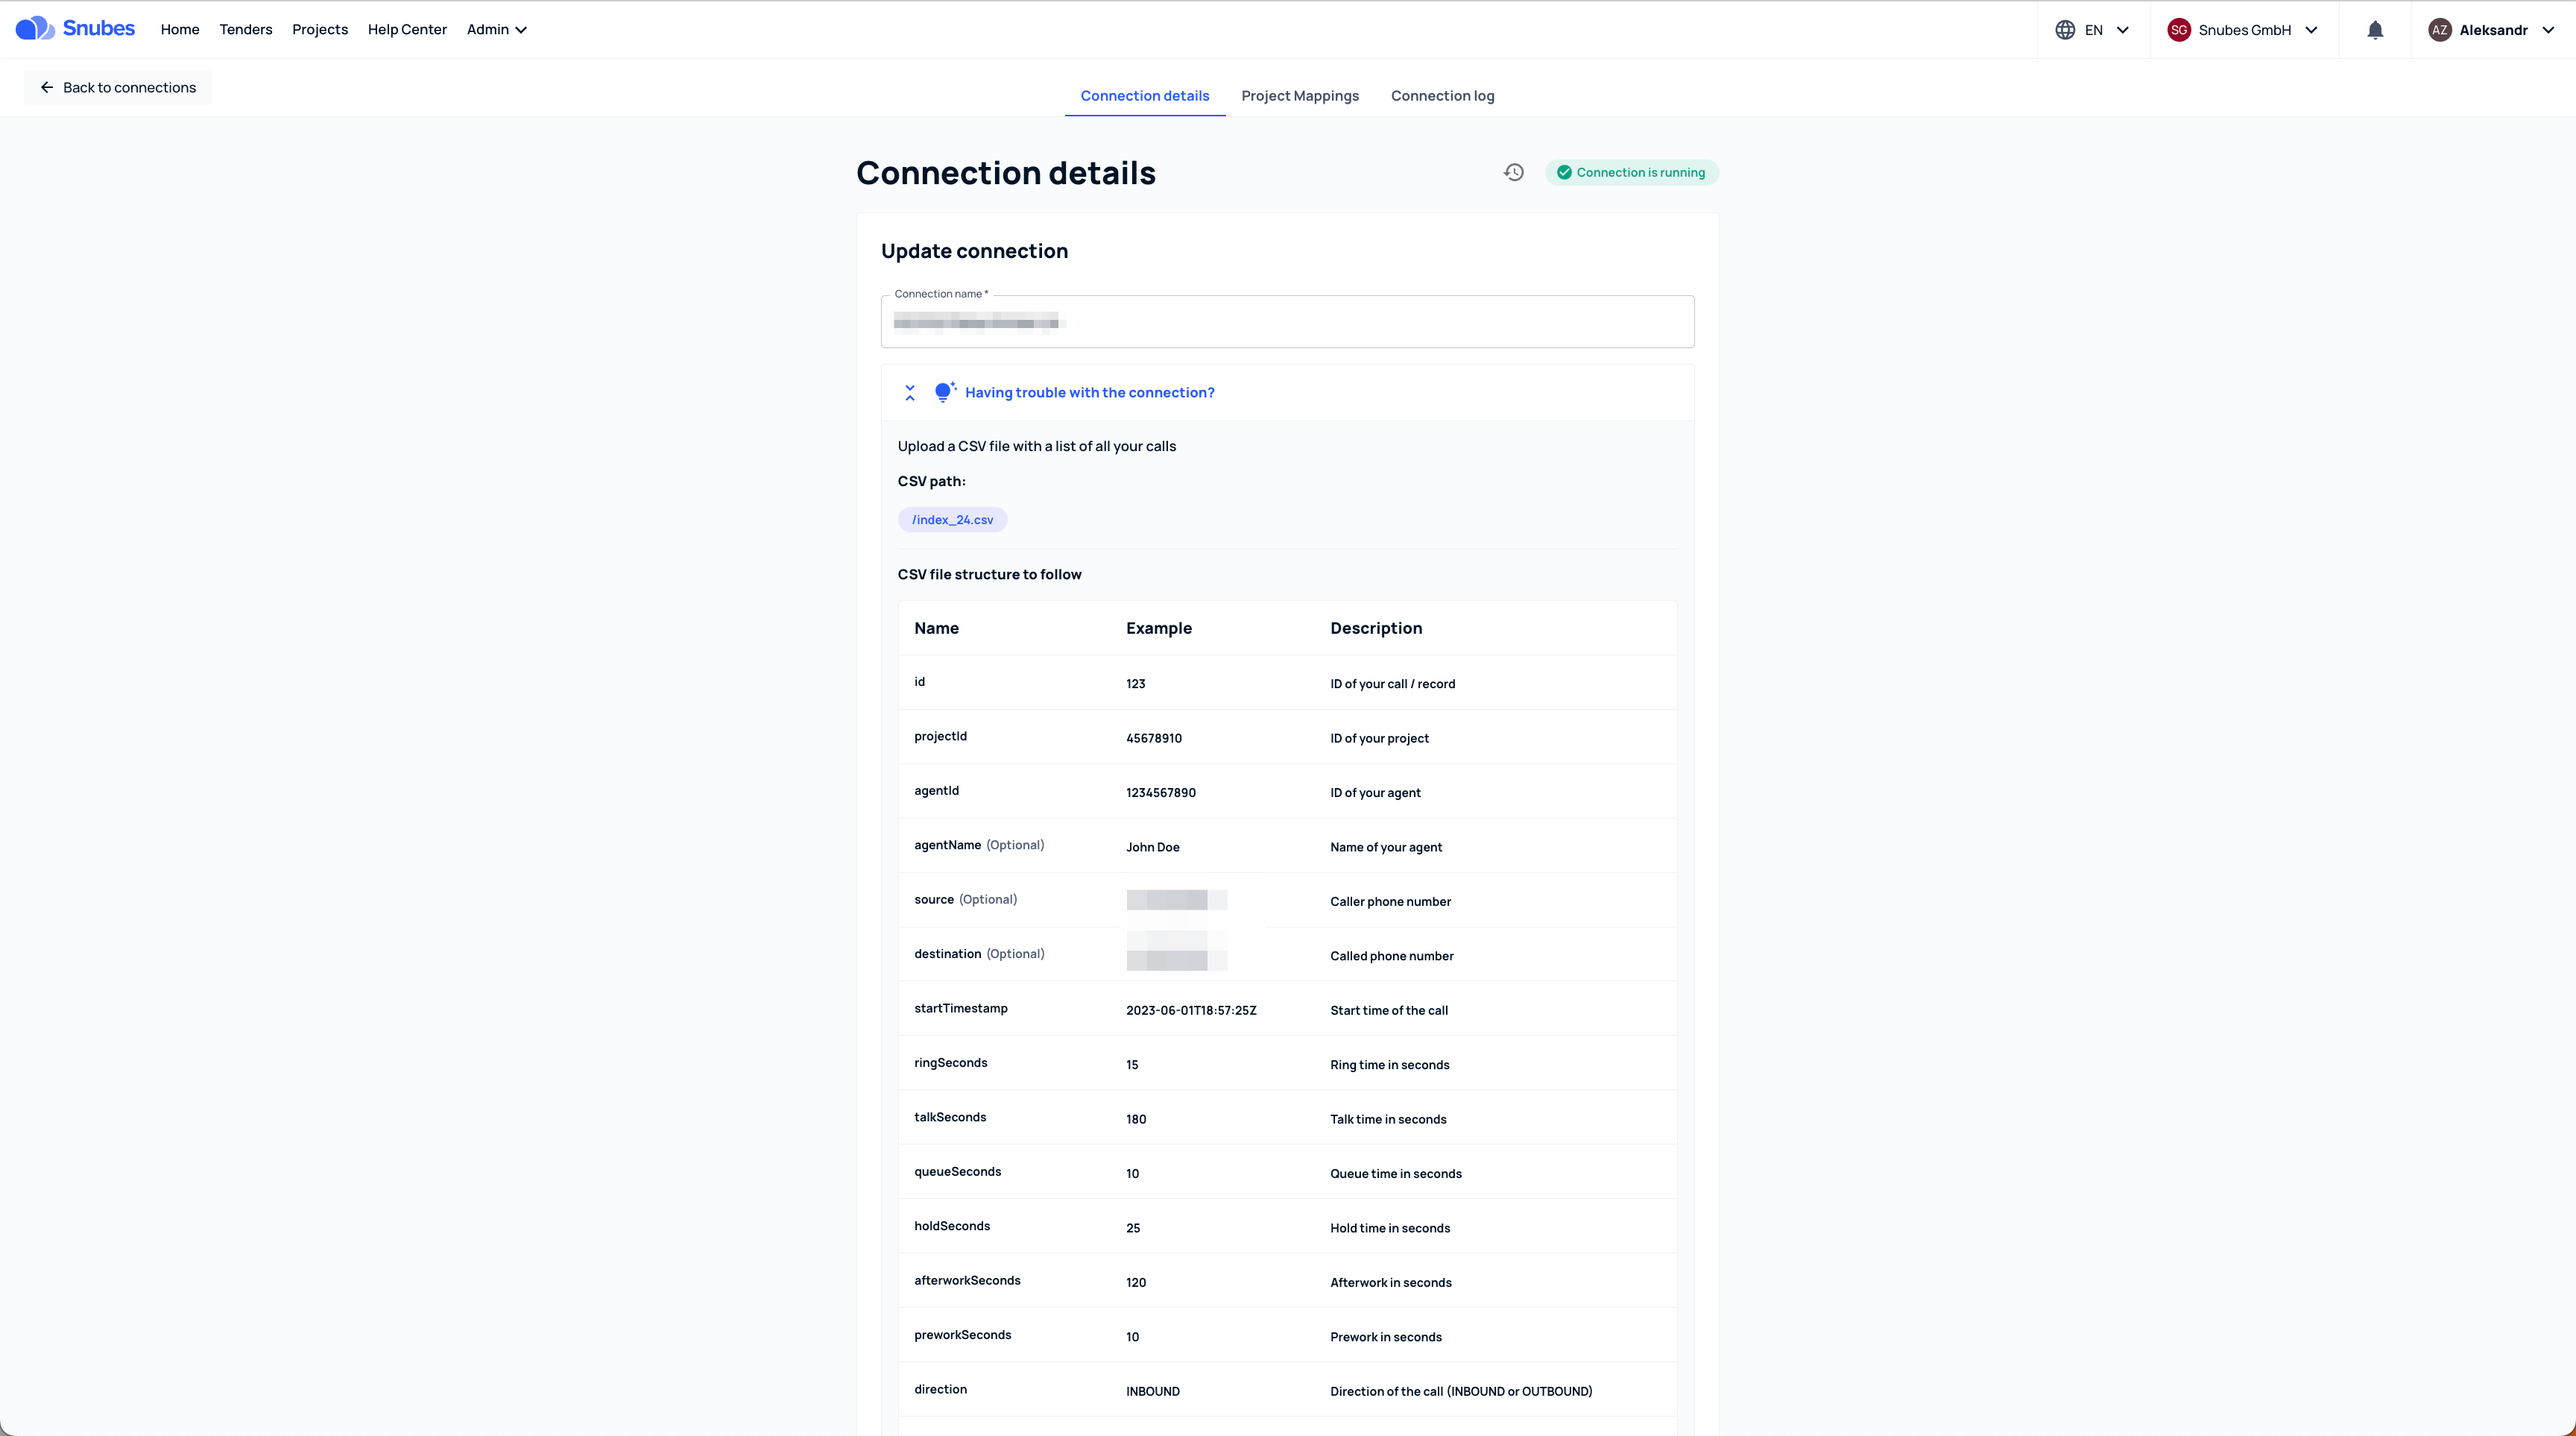 Snubes Home Tenders Projects Help Center Admin EN SG Snubes GmbH AZ Aleksandr
Back to connections
Connection details Project Mappings Connection log
Connection details
Connection is running
Update connection
Connection name *
Having trouble with the connection?
Upload a CSV file with a list of all your calls
CSV path:
/index_24.csv
CSV file structure to follow
Name Example Description
id 123 ID of your call / record
projectId 45678910 ID of your project
agentId 1234567890 ID of your agent
agentName (Optional) John Doe Name of your agent
source (Optional) Caller phone number
destination (Optional) Called phone number
startTimestamp 2023-06-01T18:57:25Z Start time of the call
ringSeconds 15 Ring time in seconds
talkSeconds 180 Talk time in seconds
queueSeconds 10 Queue time in seconds
holdSeconds 25 Hold time in seconds
afterworkSeconds 120 Afterwork in seconds
preworkSeconds 10 Prework in seconds
direction INBOUND Direction of the call (INBOUND or OUTBOUND)